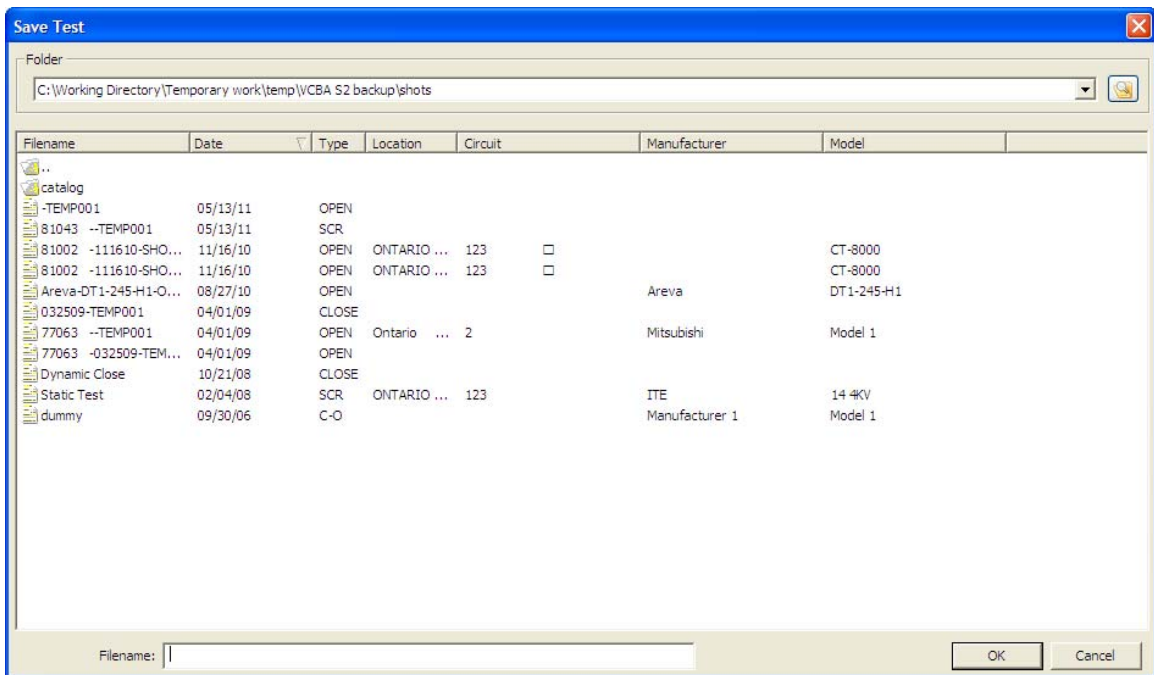 Save Test
Folder
C:\Working Directory\Temporary work\temp\VCBA S2 backup\shots
Filename Date Type Location Circuit Manufacturer Model
..
catalog
-TEMP001 05/13/11 OPEN
81043 --TEMP001 05/13/11 SCR
81002 -111610-SHO... 11/16/10 OPEN ONTARIO ... 123 □ CT-8000
81002 -111610-SHO... 11/16/10 OPEN ONTARIO ... 123 □ CT-8000
Areva-DT1-245-H1-O... 08/27/10 OPEN Areva DT1-245-H1
032509-TEMP001 04/01/09 CLOSE
77063 --TEMP001 04/01/09 OPEN Ontario ... 2 Mitsubishi Model 1
77063 -032509-TEM... 04/01/09 OPEN
Dynamic Close 10/21/08 CLOSE
Static Test 02/04/08 SCR ONTARIO ... 123 ITE 14 4KV
dummy 09/30/06 C-O Manufacturer 1 Model 1
Filename: OK Cancel